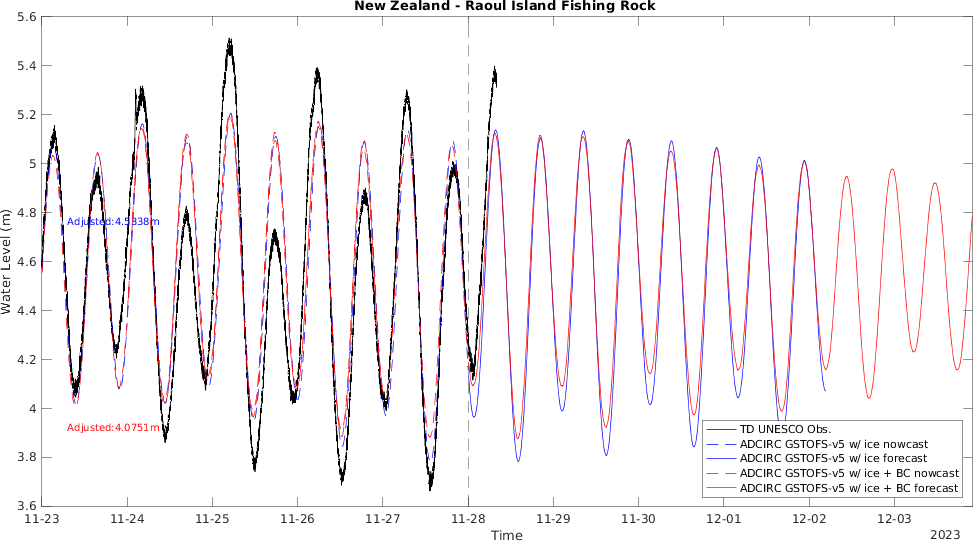 New Zealand - Raoul Island Fishing Rock
5.6
5.4
5.2
5
4.8
4.6
4.4
4.2
4
3.8
3.6
Water Level (m)
Adjusted:4.5338m
Adjusted:4.0751m
TD UNESCO Obs.
ADCIRC GSTOFS-v5 w/ ice nowcast
ADCIRC GSTOFS-v5 w/ ice forecast
ADCIRC GSTOFS-v5 w/ ice + BC nowcast
ADCIRC GSTOFS-v5 w/ ice + BC forecast
11-23 11-24 11-25 11-26 11-27 11-28 11-29 11-30 12-01 12-02 12-03
Time
2023